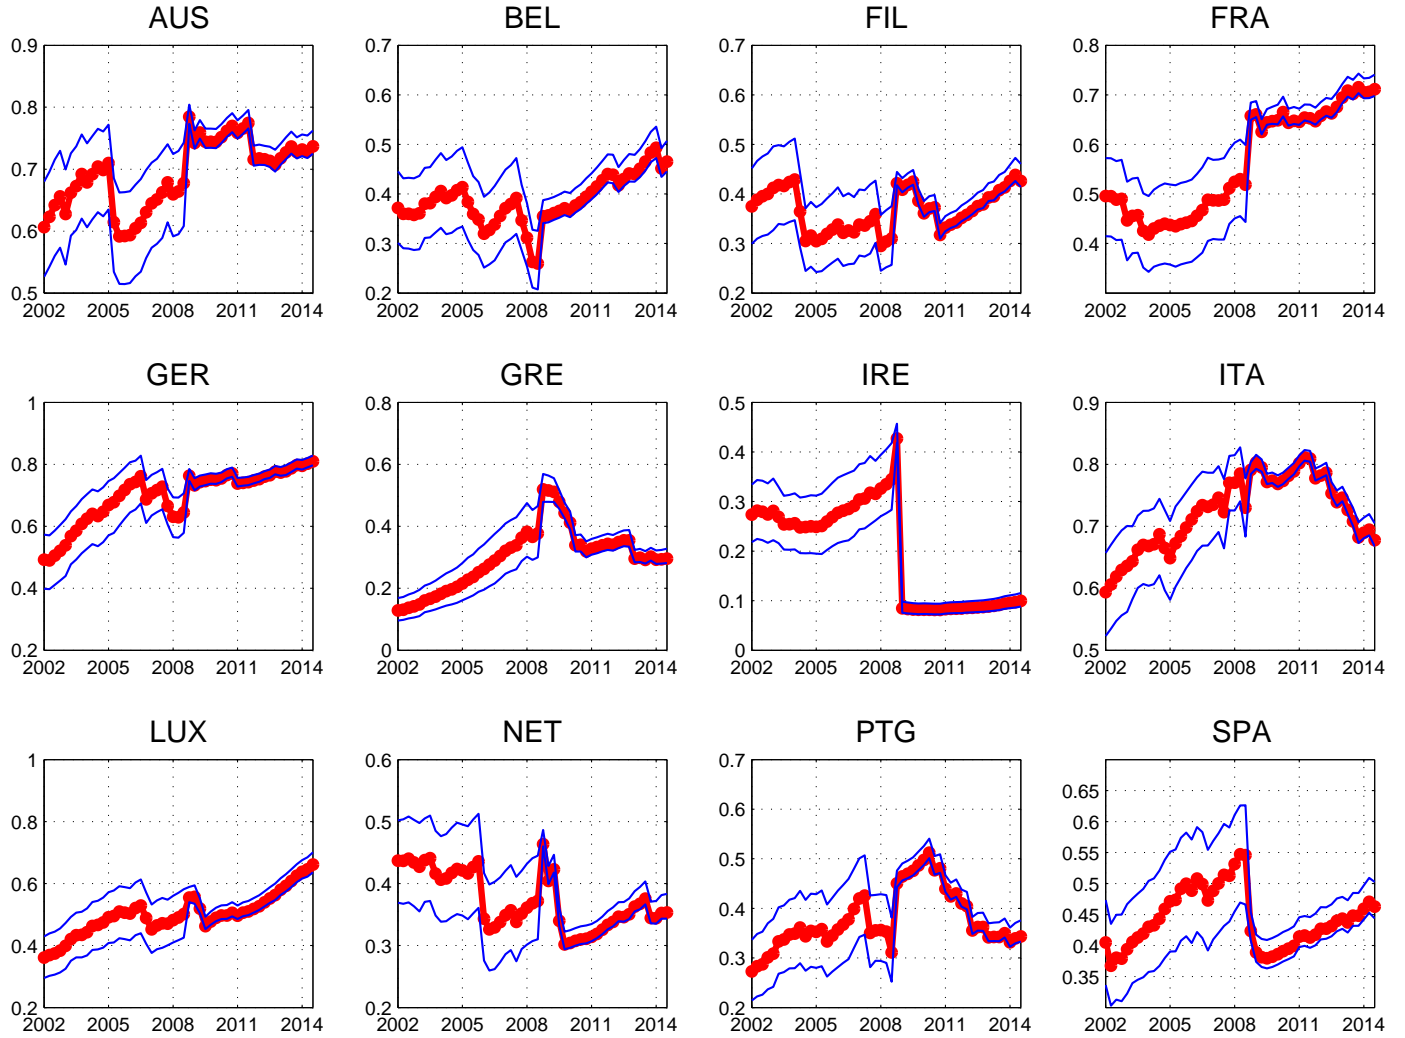 AUS BEL FIL FRA
0.9 0.7 0.7 0.8
0.8 0.6 0.6 0.7
0.7 0.5 0.5 0.6
0.6 0.4 0.4 0.5
0.5 0.3 0.3 0.4
0.2 0.2
2002 2005 2008 2011 2014 2002 2005 2008 2011 2014 2002 2005 2008 2011 2014 2002 2005 2008 2011 2014
GER GRE IRE ITA
1 0.8 0.5 0.9
0.8 0.6 0.4 0.8
0.6 0.4 0.3 0.7
0.4 0.2 0.2 0.6
0.2 0 0.1 0.5
0
2002 2005 2008 2011 2014 2002 2005 2008 2011 2014 2002 2005 2008 2011 2014 2002 2005 2008 2011 2014
LUX NET PTG SPA
1 0.6 0.7 0.65
0.8 0.5 0.6 0.6
0.6 0.4 0.5 0.55
0.4 0.3 0.4 0.5
0.2 0.2 0.3 0.45
0.2 0.4
0.35
2002 2005 2008 2011 2014 2002 2005 2008 2011 2014 2002 2005 2008 2011 2014 2002 2005 2008 2011 2014